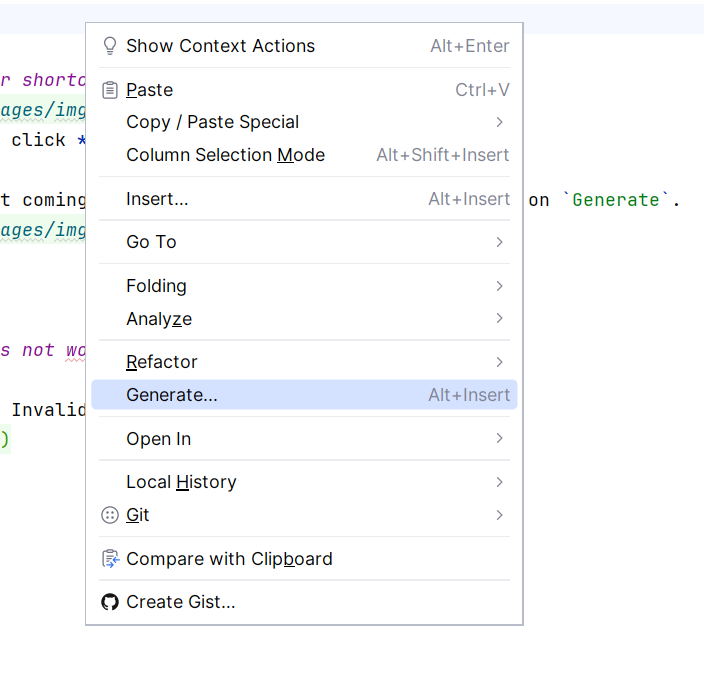 Show Context Actions Alt+Enter
r shortc
Paste Ctrl+V
ages/img
Copy / Paste Special
click *
Column Selection Mode Alt+Shift+Insert
t coming Insert... Alt+Insert on `Generate`.
ages/img
Go To
Folding
Analyze
s not wo
Refactor
Generate... Alt+Insert
Invalid
Open In
)
Local History
Git
Compare with Clipboard
Create Gist...